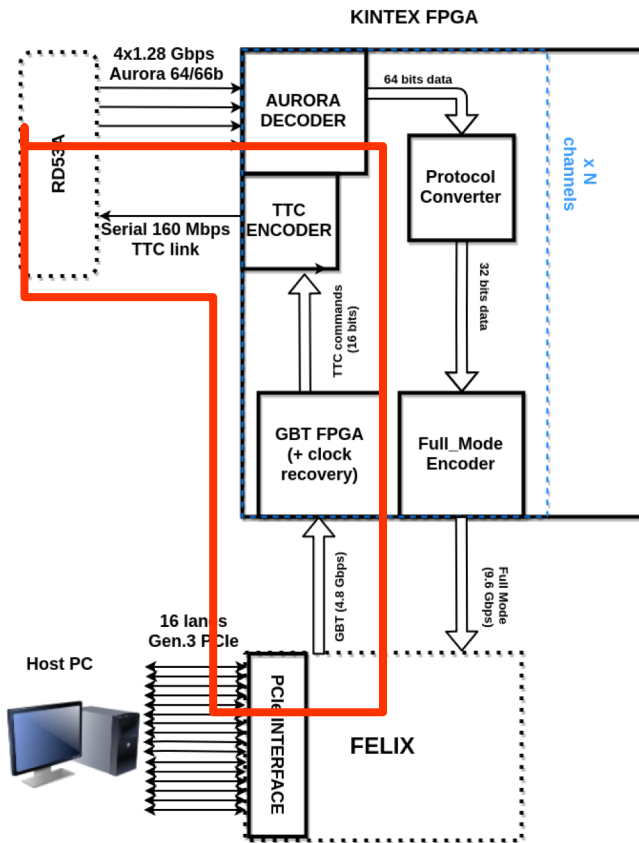 KINTEX FPGA
4x1.28 Gbps
Aurora 64/66b
RD53A
AURORA
DECODER
64 bits data
x N
channels
Protocol
Converter
TTC
ENCODER
Serial 160 Mbps
TTC link
TTC commands
(16 bits)
32 bits data
GBT FPGA
(+ clock
recovery)
Full_Mode
Encoder
GBT (4.8 Gbps)
Full Mode
(9.6 Gbps)
16 lanes
Gen.3 PCIe
Host PC
PCIe INTERFACE
FELIX